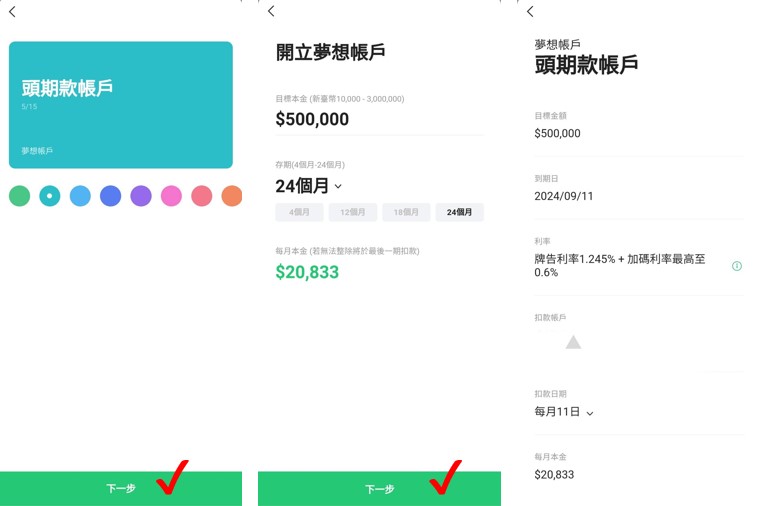 頭期款帳戶
5/15
夢想帳戶
下一步
開立夢想帳戶
目標本金 (新臺幣10,000 - 3,000,000)
$500,000
存期(4個月-24個月)
24個月
4個月 12個月 18個月 24個月
每月本金 (若無法整除將於最後一期扣款)
$20,833
下一步
夢想帳戶
頭期款帳戶
目標金額
$500,000
到期日
2024/09/11
利率
牌告利率1.245% + 加碼利率最高至
0.6%
扣款帳戶
扣款日期
每月11日
每月本金
$20,833